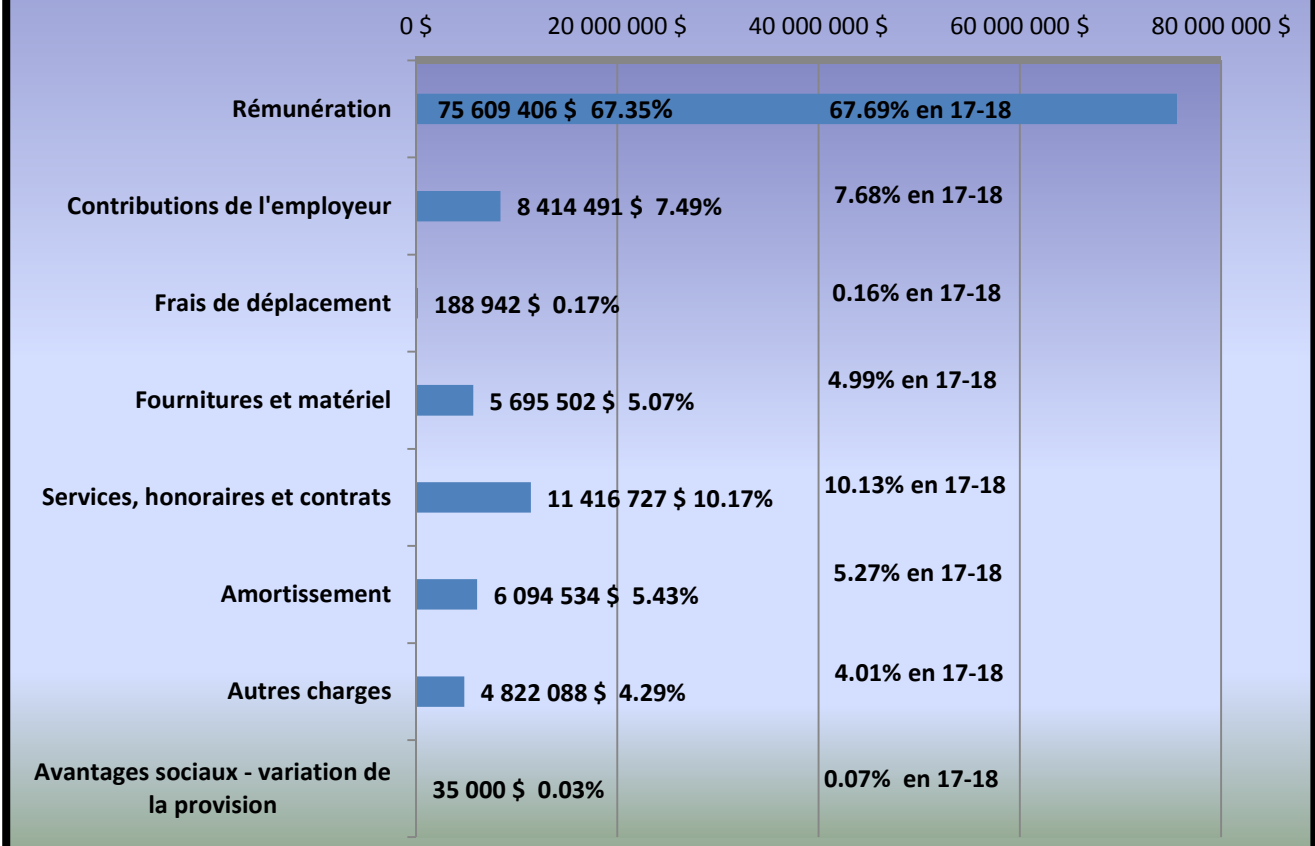 0 $ 20 000 000 $ 40 000 000 $ 60 000 000 $ 80 000 000 $
Rémunération 75 609 406 $ 67.35% 67.69% en 17-18
Contributions de l'employeur 8 414 491 $ 7.49% 7.68% en 17-18
Frais de déplacement 188 942 $ 0.17% 0.16% en 17-18
Fournitures et matériel 5 695 502 $ 5.07% 4.99% en 17-18
Services, honoraires et contrats 11 416 727 $ 10.17% 10.13% en 17-18
Amortissement 6 094 534 $ 5.43% 5.27% en 17-18
Autres charges 4 822 088 $ 4.29% 4.01% en 17-18
Avantages sociaux - variation de
la provision 35 000 $ 0.03% 0.07% en 17-18